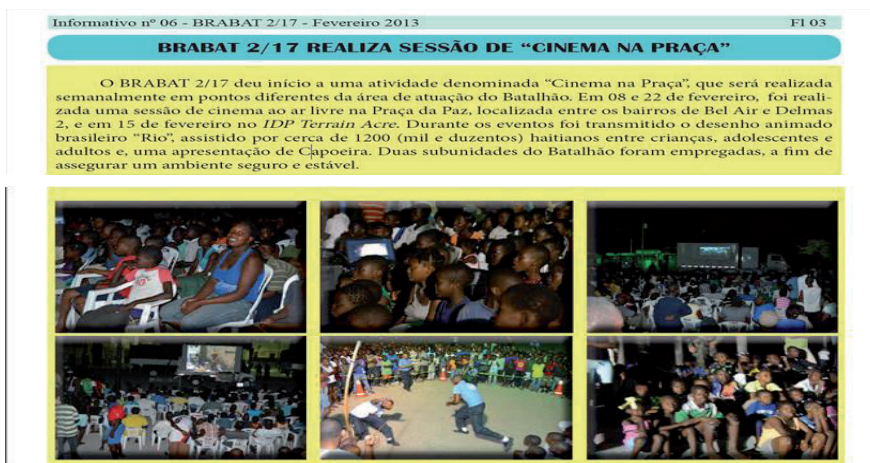 Informativo nº 06 - BRABAT 2/17 - Fevereiro 2013 Fl 03
BRABAT 2/17 REALIZA SESSÃO DE “CINEMA NA PRAÇA”
O BRABAT 2/17 deu início a uma atividade denominada “Cinema na Praça”, que será realizada
semanalmente em pontos diferentes da área de atuação do Batalhão. Em 08 e 22 de fevereiro, foi reali-
zada uma sessão de cinema ao ar livre na Praça da Paz, localizada entre os bairros de Bel Air e Delmas
2, e em 15 de fevereiro no IDP Terrain Acre. Durante os eventos foi transmitido o desenho animado
brasileiro “Rio”, assistido por cerca de 1200 (mil e duzentos) haitianos entre crianças, adolescentes e
adultos e, uma apresentação de Capoeira. Duas subunidades do Batalhão foram empregadas, a fim de
assegurar um ambiente seguro e estável.